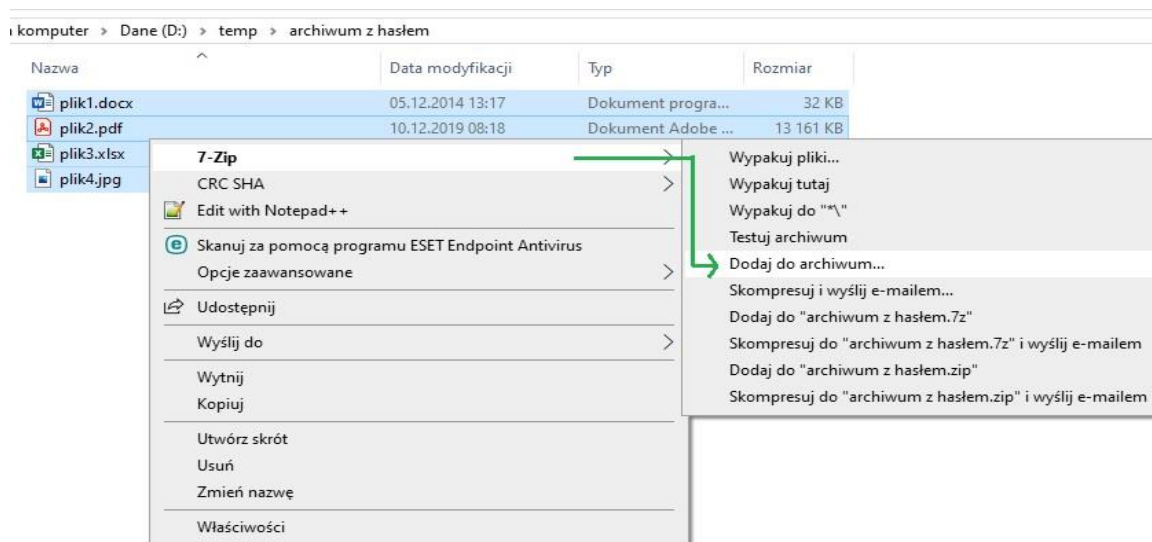 komputer > Dane (D:) > temp > archiwum z hasłem
Nazwa Data modyfikacji Typ Rozmiar
plik1.docx 05.12.2014 13:17 Dokument progra... 32 KB
plik2.pdf 10.12.2019 08:18 Dokument Adobe ... 13 161 KB
plik3.xlsx
plik4.jpg
7-Zip
CRC SHA
Edit with Notepad++
Skanuj za pomocą programu ESET Endpoint Antivirus
Opcje zaawansowane
Udostępnij
Wyślij do
Wytnij
Kopiuj
Utwórz skrót
Usuń
Zmień nazwę
Właściwości
Wypakuj pliki...
Wypakuj tutaj
Wypakuj do "*\"
Testuj archiwum
Dodaj do archiwum...
Skompresuj i wyślij e-mailem...
Dodaj do "archiwum z hasłem.7z"
Skompresuj do "archiwum z hasłem.7z" i wyślij e-mailem
Dodaj do "archiwum z hasłem.zip"
Skompresuj do "archiwum z hasłem.zip" i wyślij e-mailem